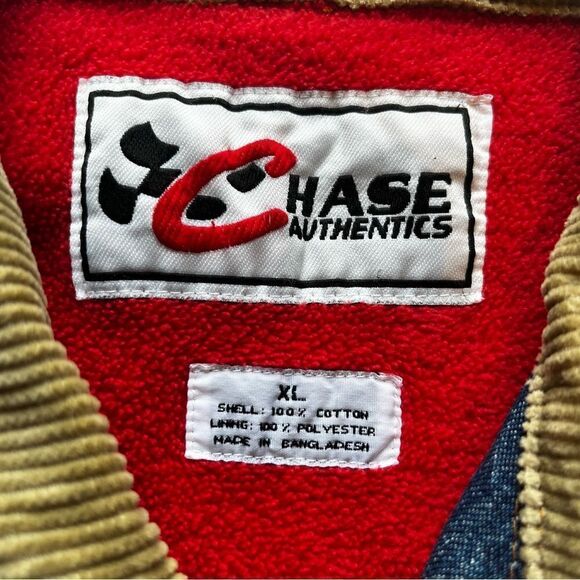 CHASE
AUTHENTICS
XL
SHELL: 100% COTTON
LINING: 100% POLYESTER
MADE IN BANGLADESH